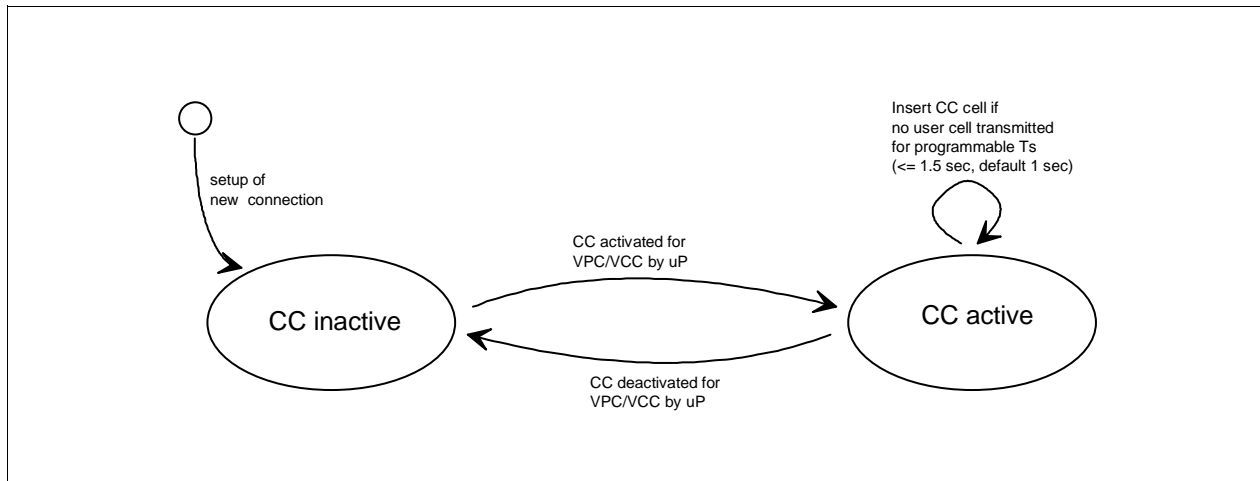 Insert CC cell if
no user cell transmitted
for programmable Ts
(<= 1.5 sec, default 1 sec)
setup of
new connection
CC activated for
VPC/VCC by uP
CC inactive
CC active
CC deactivated for
VPC/VCC by uP